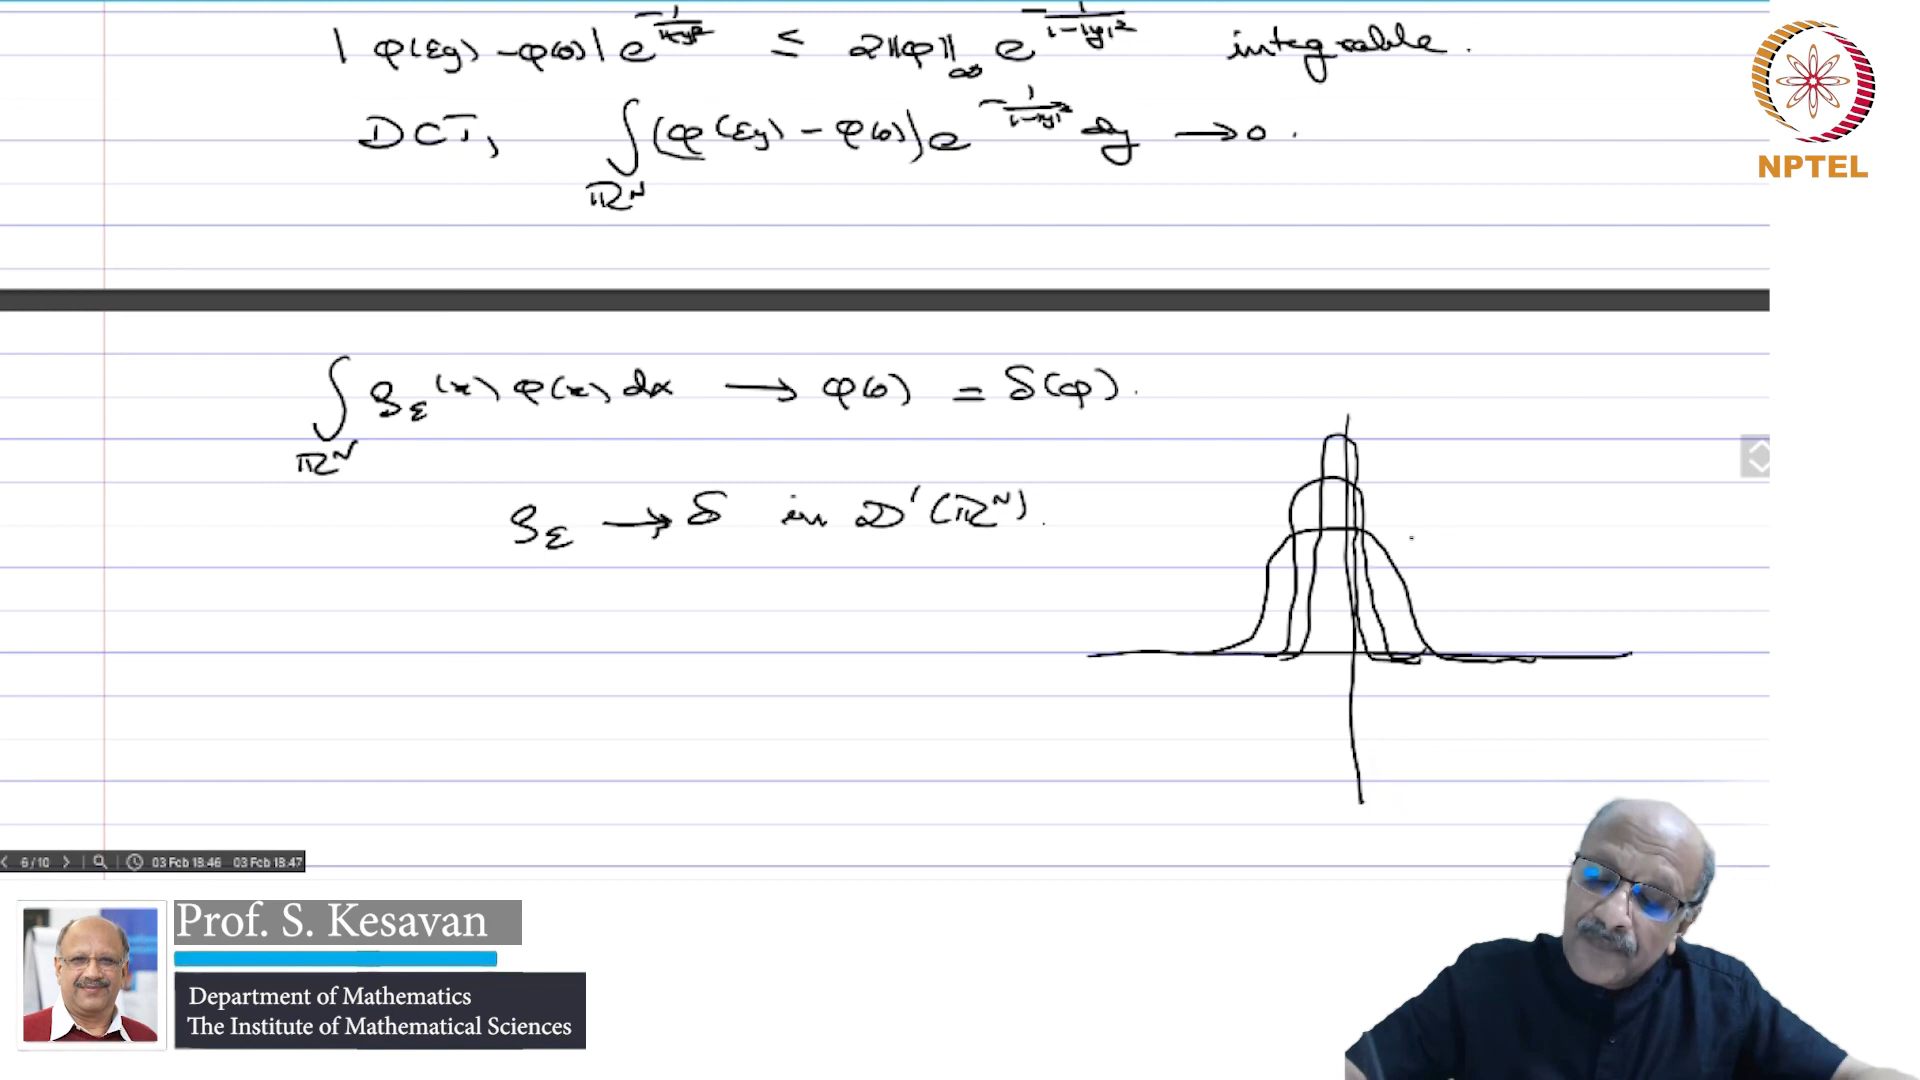 | φ(εy) - φ(0) | e^{-1/(1-|y|²)} ≤ 2||φ||_∞ e^{-1/(1-|y|²)} integrable.
DCT, ∫_{ℝ^N} (φ(εy) - φ(0)) e^{-1/(1-|y|²)} dy → 0.
NPTEL
∫_{ℝ^N} ρ_ε(x) φ(x) dx → φ(0) = δ(φ).
ρ_ε → δ in 𝒟'(ℝ^N).
6/10 03 Feb 18:46 03 Feb 18:47
Prof. S. Kesavan
Department of Mathematics
The Institute of Mathematical Sciences